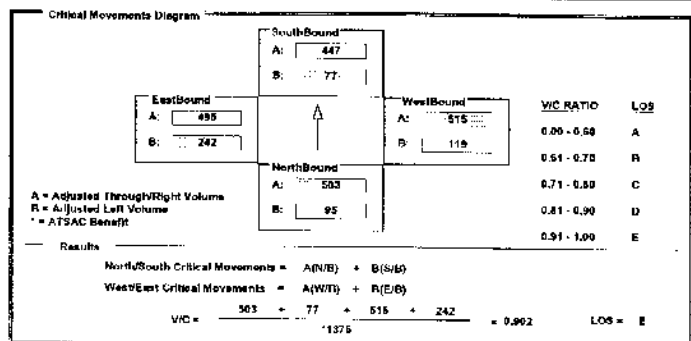 Critical Movements Diagram
SouthBound
A: 447
B: 77
EastBound
A: 495
B: 242
WestBound
A: 515
B: 119
NorthBound
A: 503
B: 95
V/C RATIO LOS
0.00 - 0.60 A
0.61 - 0.70 B
0.71 - 0.80 C
0.81 - 0.90 D
0.91 - 1.00 E
A = Adjusted Through/Right Volume
B = Adjusted Left Volume
* = ATSAC Benefit
Results
North/South Critical Movements = A(N/B) + B(S/B)
West/East Critical Movements = A(W/B) + B(E/B)
V/C = 503 + 77 + 515 + 242 = 0.902 LOS = E
*1375